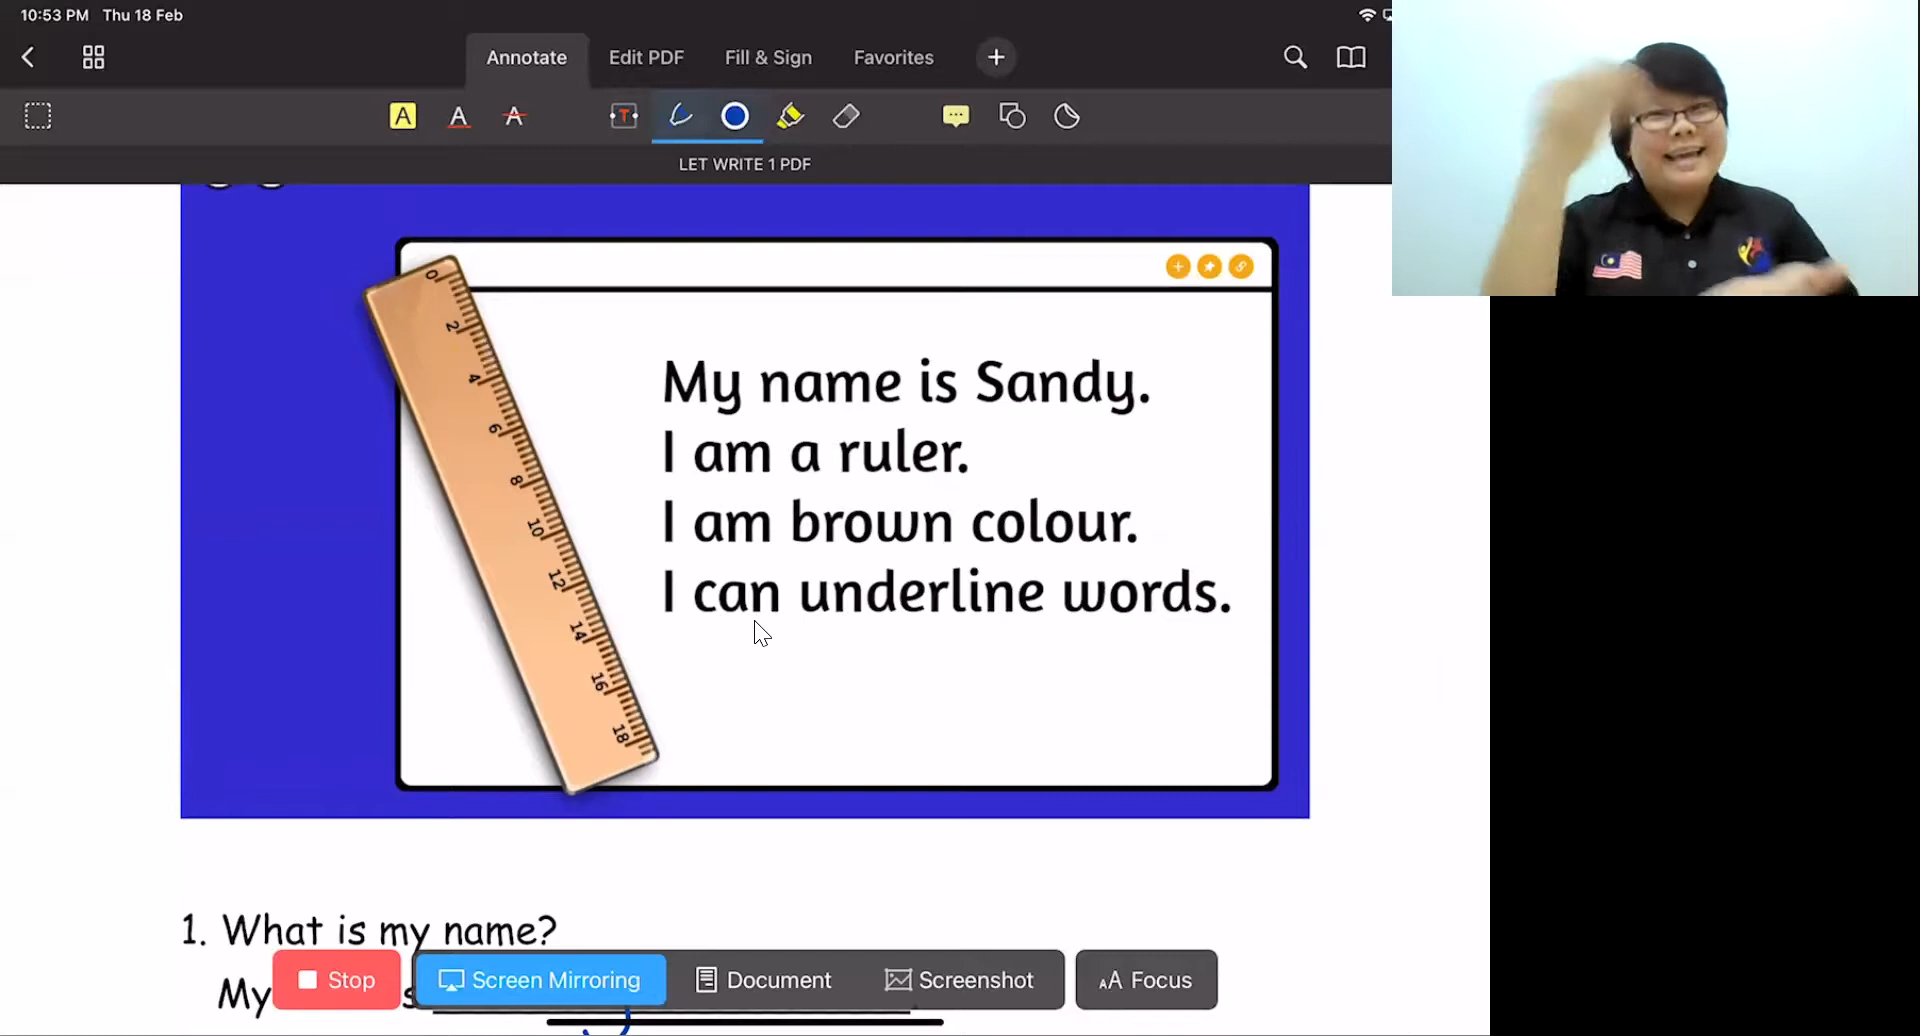 10:53 PM Thu 18 Feb
Annotate Edit PDF Fill & Sign Favorites
A A A T
LET WRITE 1 PDF
0
2
4
6
8
10
12
14
16
18
My name is Sandy.
I am a ruler.
I am brown colour.
I can underline words.
1. What is my name?
My s
Stop Screen Mirroring Document Screenshot AA Focus